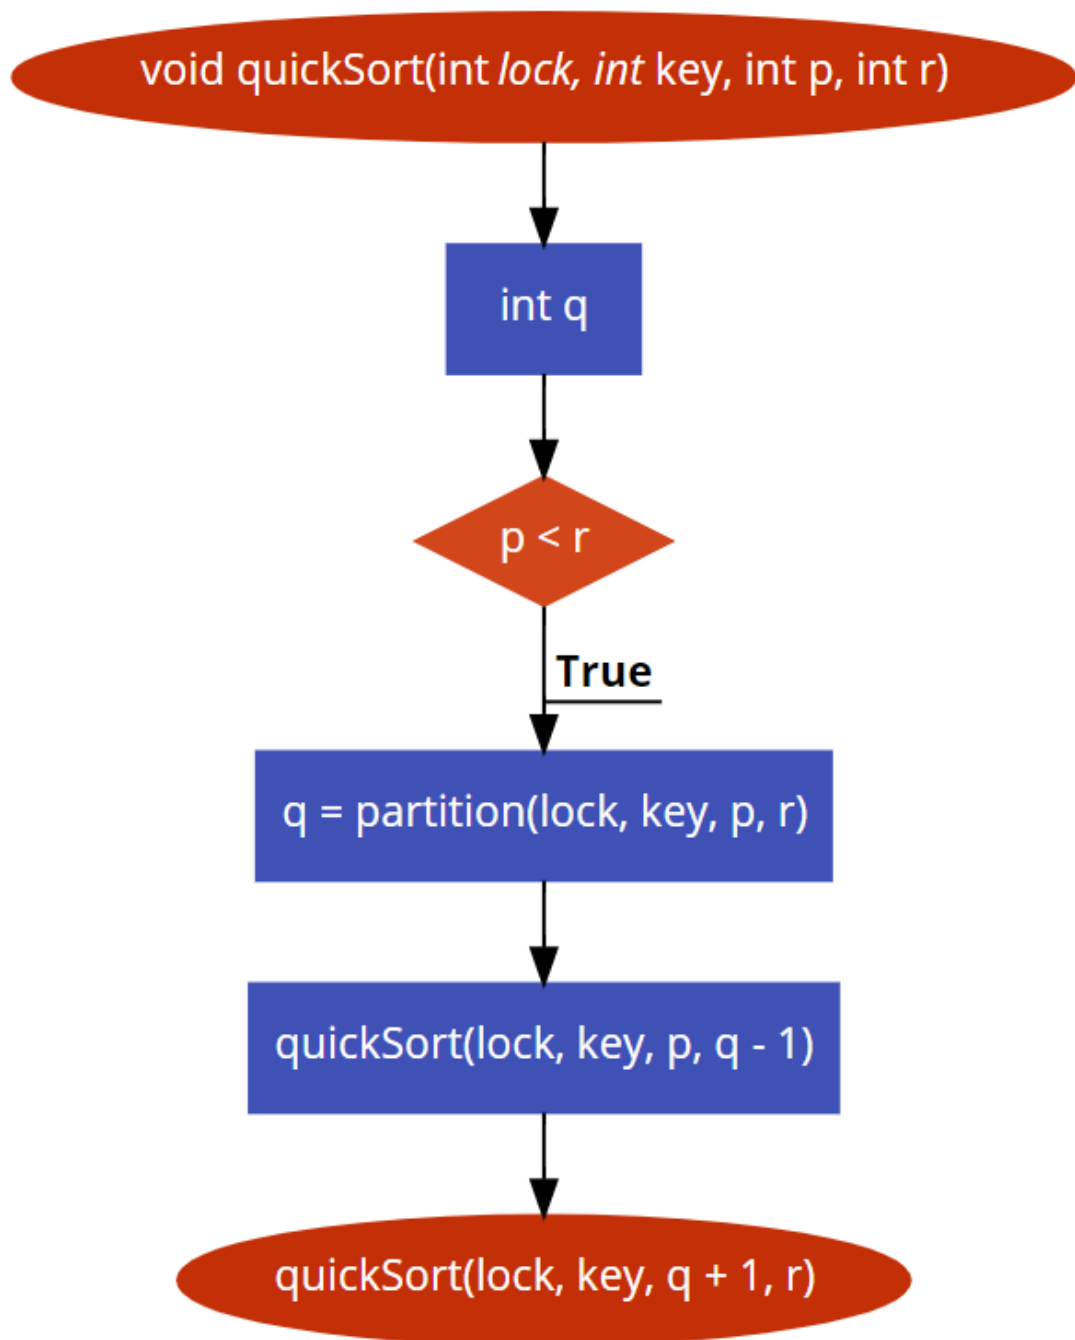 void quickSort(int lock, int key, int p, int r)
int q
p < r
True
q = partition(lock, key, p, r)
quickSort(lock, key, p, q - 1)
quickSort(lock, key, q + 1, r)